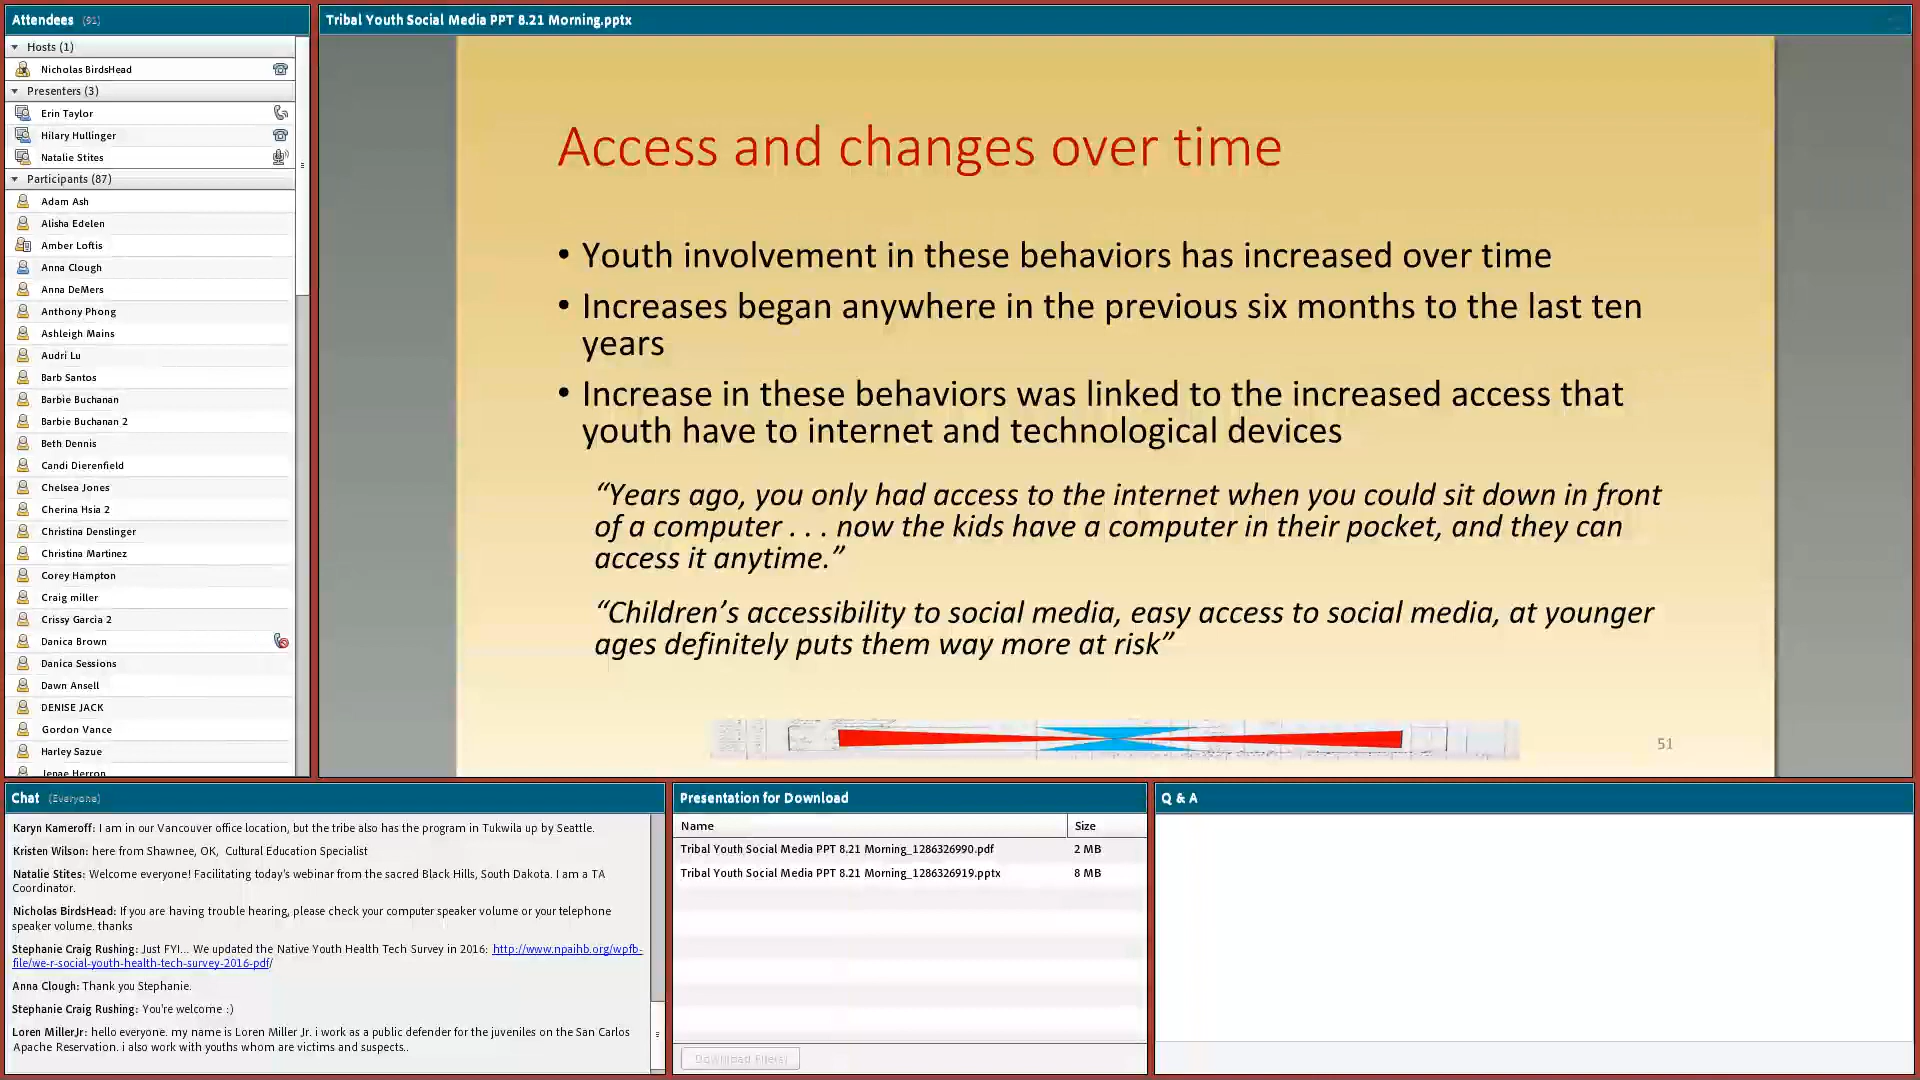 Attendees (91)
Hosts (1)
Nicholas BirdsHead
Presenters (3)
Erin Taylor
Hilary Hullinger
Natalie Stites
Participants (87)
Adam Ash
Alisha Edelen
Amber Loftis
Anna Clough
Anna DeMers
Anthony Phong
Ashleigh Mains
Audri Lu
Barb Santos
Barbie Buchanan
Barbie Buchanan 2
Beth Dennis
Candi Dierenfield
Chelsea Jones
Cherina Hsia 2
Christina Denslinger
Christina Martinez
Corey Hampton
Craig miller
Crissy Garcia 2
Danica Brown
Danica Sessions
Dawn Ansell
DENISE JACK
Gordon Vance
Harley Sazue
Jenae Herron
Tribal Youth Social Media PPT 8.21 Morning.pptx
Access and changes over time
• Youth involvement in these behaviors has increased over time
• Increases began anywhere in the previous six months to the last ten
years
• Increase in these behaviors was linked to the increased access that
youth have to internet and technological devices
“Years ago, you only had access to the internet when you could sit down in front
of a computer . . . now the kids have a computer in their pocket, and they can
access it anytime.”
“Children’s accessibility to social media, easy access to social media, at younger
ages definitely puts them way more at risk”
51
Chat (Everyone)
Karyn Kameroff: I am in our Vancouver office location, but the tribe also has the program in Tukwila up by Seattle.
Kristen Wilson: here from Shawnee, OK, Cultural Education Specialist
Natalie Stites: Welcome everyone! Facilitating today's webinar from the sacred Black Hills, South Dakota. I am a TA
Coordinator.
Nicholas BirdsHead: If you are having trouble hearing, please check your computer speaker volume or your telephone
speaker volume. thanks
Stephanie Craig Rushing: Just FYI... We updated the Native Youth Health Tech Survey in 2016: http://www.npaihb.org/wpfb-
file/we-r-social-youth-health-tech-survey-2016-pdf/
Anna Clough: Thank you Stephanie.
Stephanie Craig Rushing: You're welcome :)
Loren MillerJr: hello everyone. my name is Loren Miller Jr. i work as a public defender for the juveniles on the San Carlos
Apache Reservation. i also work with youths whom are victims and suspects..
Presentation for Download
Name Size
Tribal Youth Social Media PPT 8.21 Morning_1286326990.pdf 2 MB
Tribal Youth Social Media PPT 8.21 Morning_1286326919.pptx 8 MB
Download File(s)
Q & A